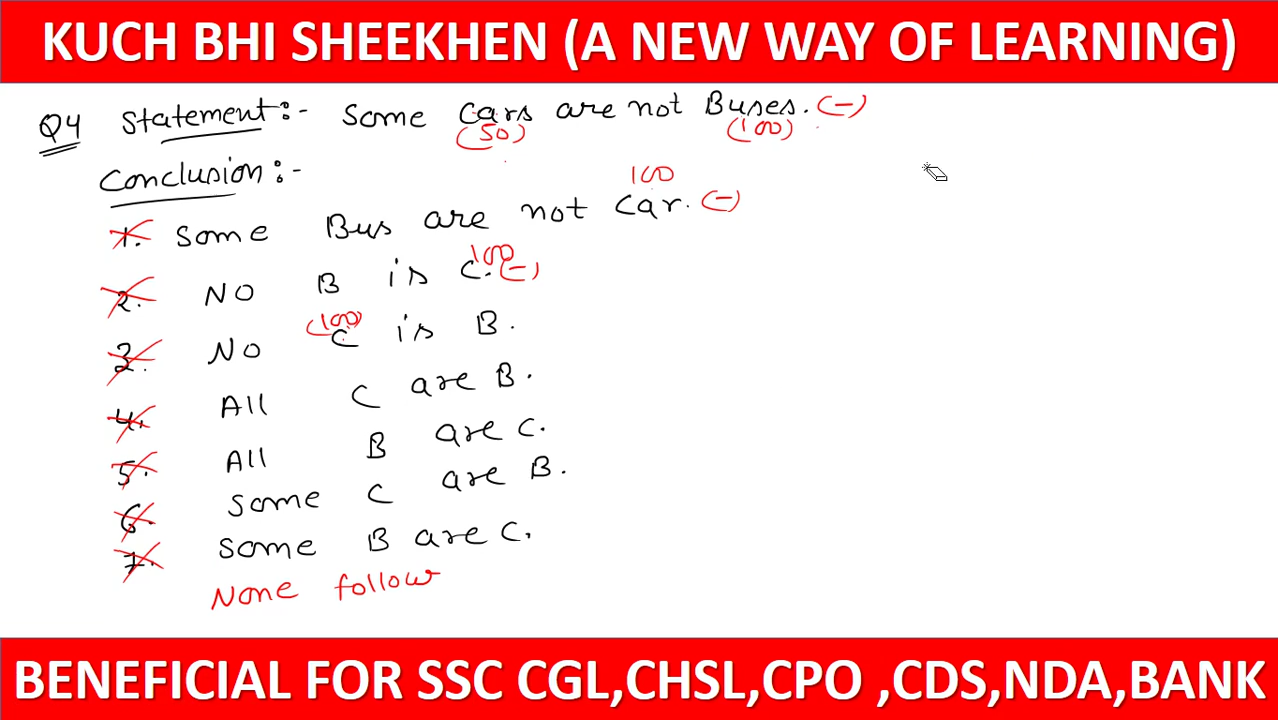 KUCH BHI SHEEKHEN (A NEW WAY OF LEARNING)
Q4 Statement:- Some Cars are not Buses. (-)
(50) (100)
Conclusion:-
100
1. Some Bus are not Car. (-)
100
2. No B is C. (-)
(100)
3. No C is B.
4. All C are B.
5. All B are C.
6. Some C are B.
7. Some B are C.
None follow
BENEFICIAL FOR SSC CGL,CHSL,CPO ,CDS,NDA,BANK